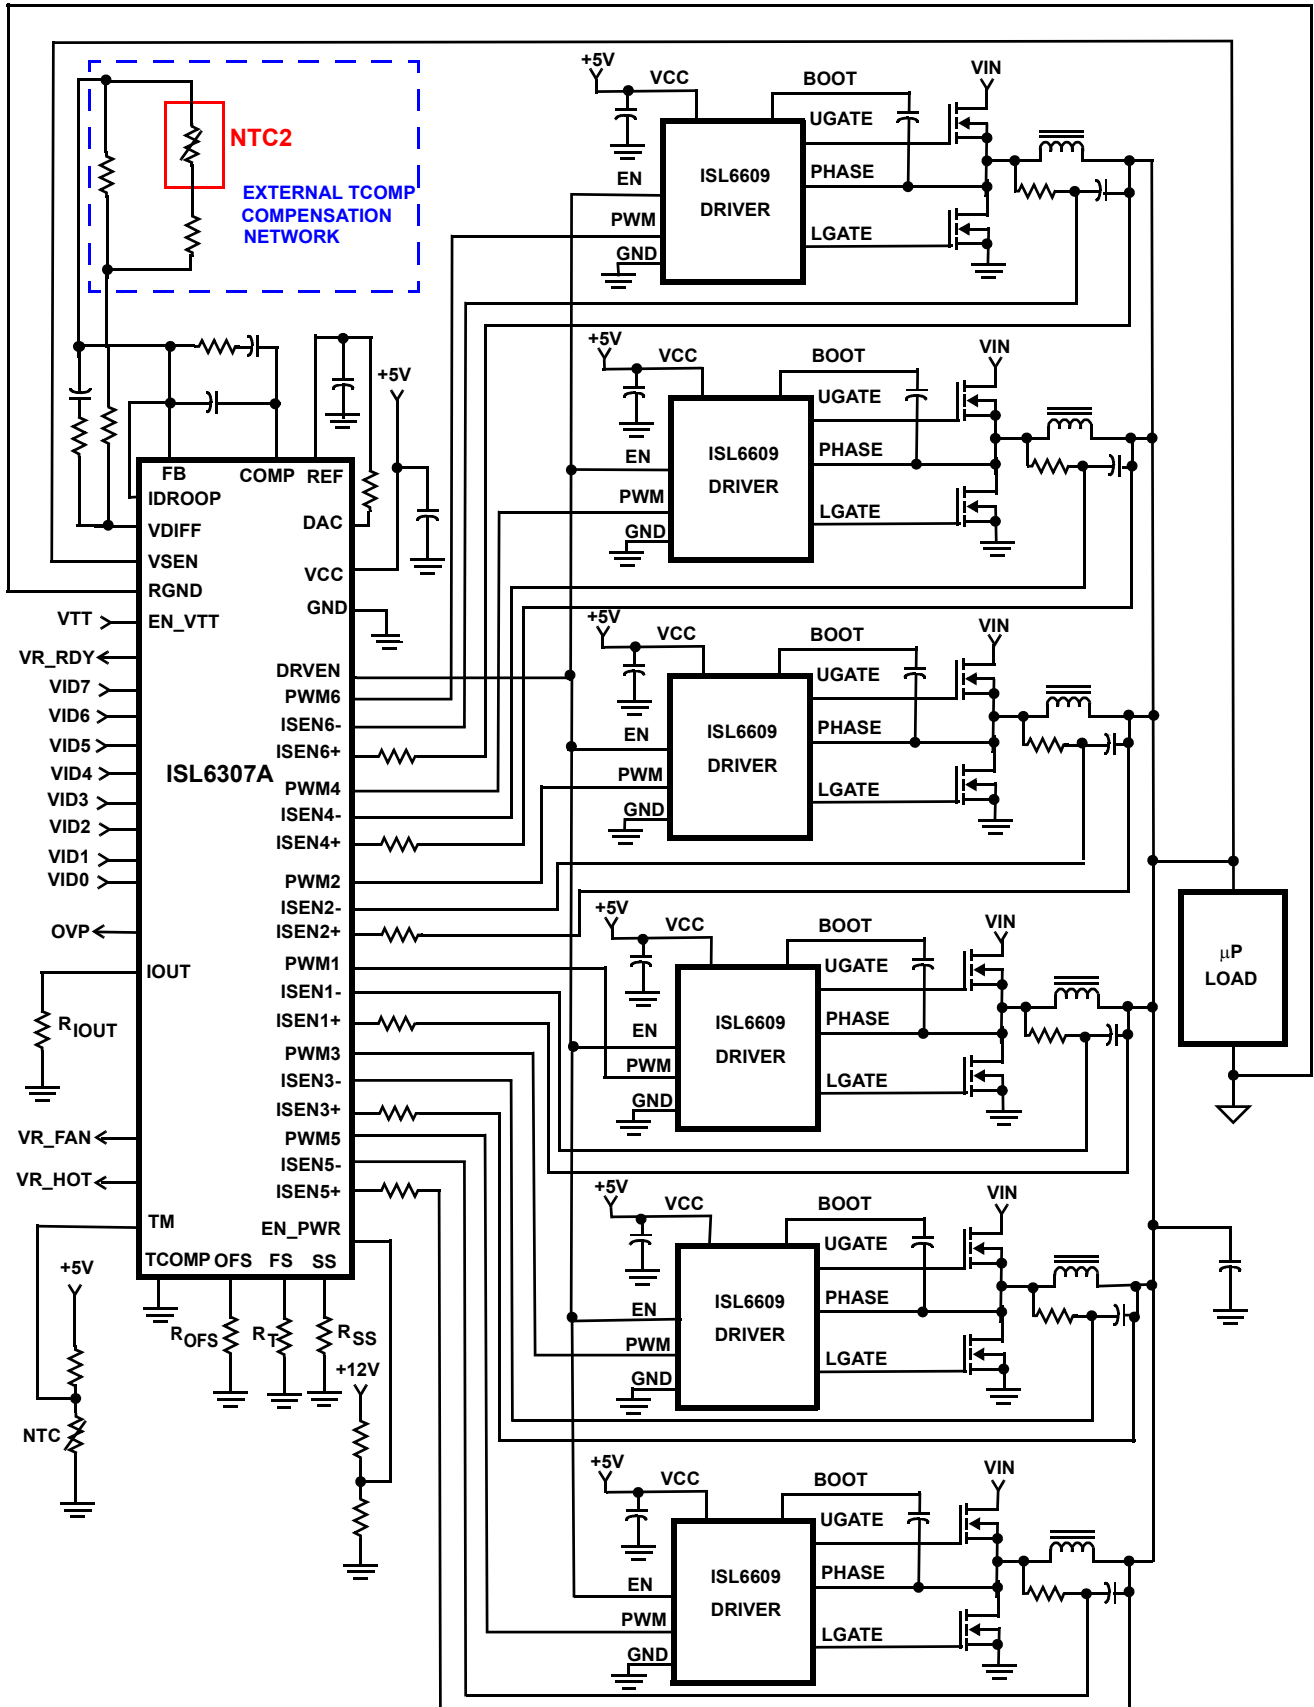 NTC2
EXTERNAL TCOMP
COMPENSATION
NETWORK
+5V
VCC
BOOT
VIN
UGATE
EN
ISL6609
DRIVER
PHASE
PWM
LGATE
GND
+5V
VCC
BOOT
VIN
UGATE
EN
ISL6609
DRIVER
PHASE
PWM
LGATE
GND
+5V
VCC
BOOT
VIN
UGATE
EN
ISL6609
DRIVER
PHASE
PWM
LGATE
GND
+5V
VCC
BOOT
VIN
UGATE
EN
ISL6609
DRIVER
PHASE
PWM
LGATE
GND
+5V
VCC
BOOT
VIN
UGATE
EN
ISL6609
DRIVER
PHASE
PWM
LGATE
GND
+5V
VCC
BOOT
VIN
UGATE
EN
ISL6609
DRIVER
PHASE
PWM
LGATE
GND
+5V
FB
COMP
REF
IDROOP
VDIFF
DAC
VSEN
VCC
RGND
GND
VTT
EN_VTT
VR_RDY
VID7
VID6
VID5
VID4
VID3
VID2
VID1
VID0
OVP
IOUT
RIOUT
VR_FAN
VR_HOT
TM
ISL6307A
DRVEN
PWM6
ISEN6-
ISEN6+
PWM4
ISEN4-
ISEN4+
PWM2
ISEN2-
ISEN2+
PWM1
ISEN1-
ISEN1+
PWM3
ISEN3-
ISEN3+
PWM5
ISEN5-
ISEN5+
EN_PWR
TCOMP
OFS
FS
SS
+5V
ROFS
RT
RSS
+12V
NTC
μP
LOAD